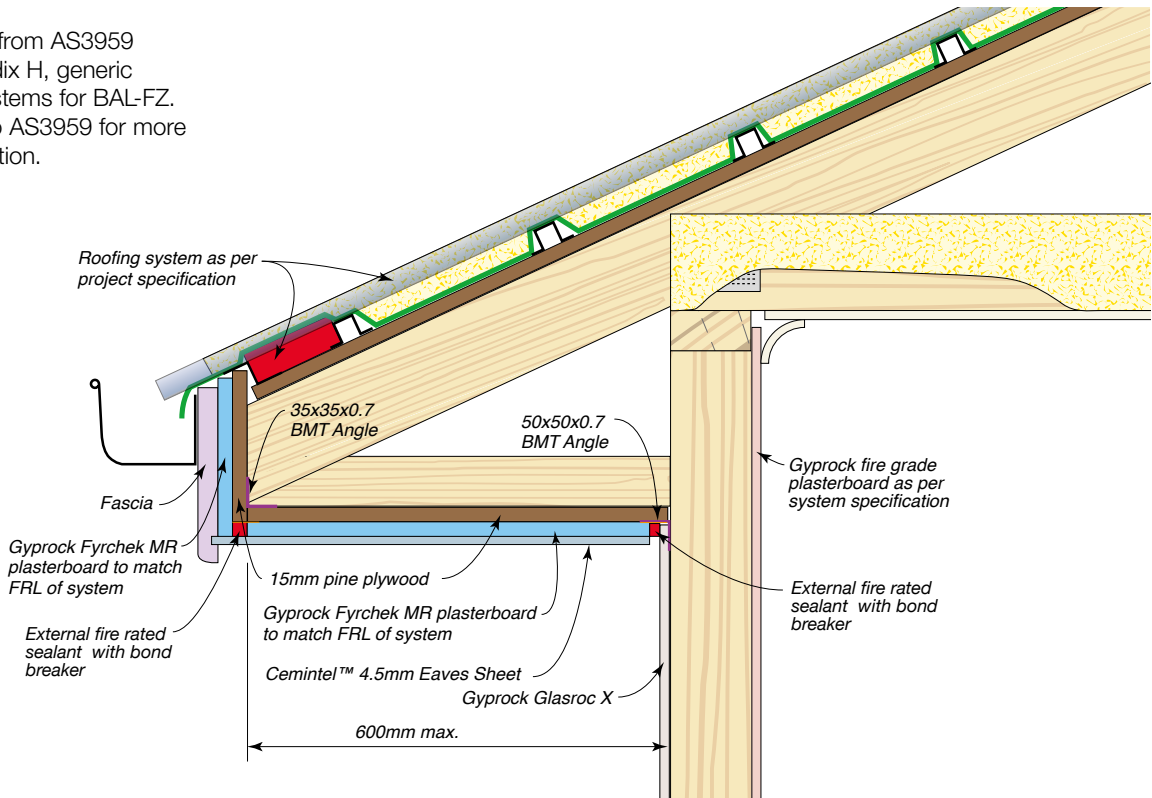 from AS3959
dix H, generic
stems for BAL-FZ.
o AS3959 for more
tion.
Roofing system as per
project specification
35x35x0.7
BMT Angle
50x50x0.7
BMT Angle
Gyprock fire grade
plasterboard as per
system specification
Fascia
Gyprock Fyrchek MR
plasterboard to match
FRL of system
15mm pine plywood
External fire rated
sealant with bond
breaker
Gyprock Fyrchek MR plasterboard
to match FRL of system
External fire rated
sealant with bond
breaker
Cemintel™ 4.5mm Eaves Sheet
Gyprock Glasroc X
600mm max.